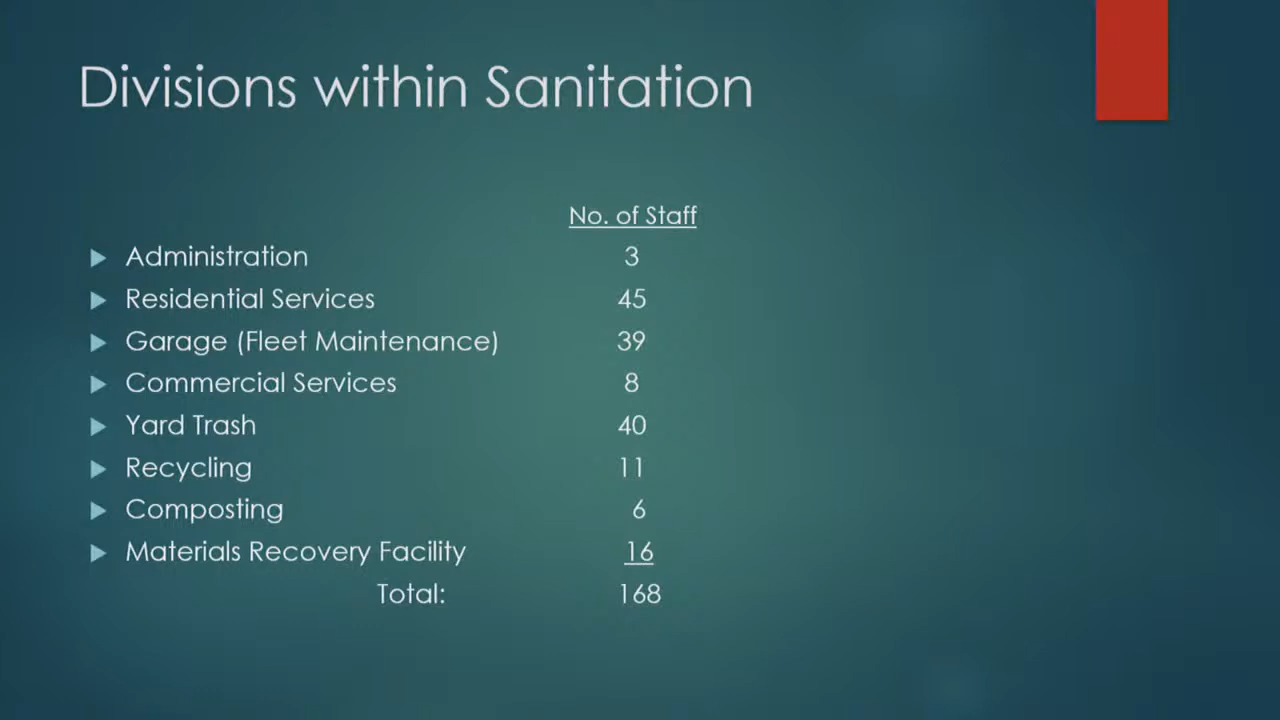 Divisions within Sanitation
No. of Staff
Administration 3
Residential Services 45
Garage (Fleet Maintenance) 39
Commercial Services 8
Yard Trash 40
Recycling 11
Composting 6
Materials Recovery Facility 16
Total: 168